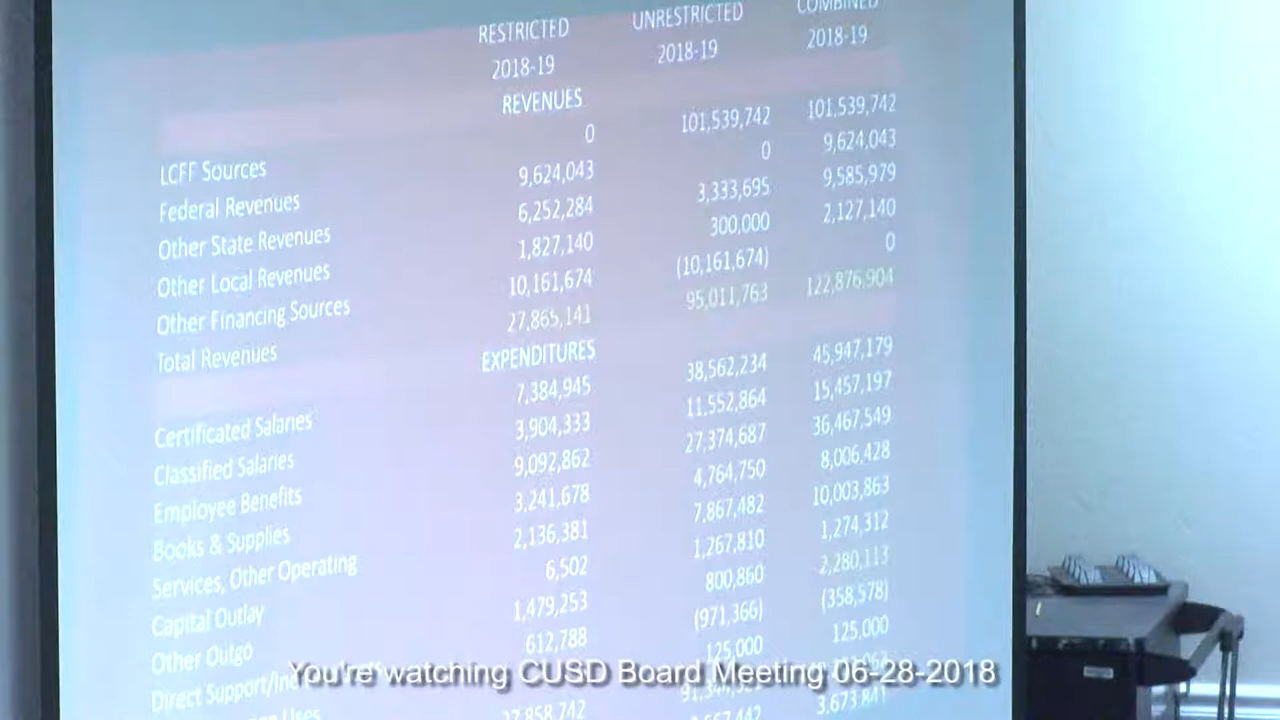 RESTRICTED UNRESTRICTED COMBINED
2018-19 2018-19 2018-19
REVENUES
LCFF Sources 0 101,539,742 101,539,742
Federal Revenues 9,624,043 0 9,624,043
Other State Revenues 6,252,284 3,333,695 9,585,979
Other Local Revenues 1,827,140 300,000 2,127,140
Other Financing Sources 10,161,674 (10,161,674) 0
Total Revenues 27,865,141 95,011,763 122,876,904
EXPENDITURES
Certificated Salaries 7,384,945 38,562,234 45,947,179
Classified Salaries 3,904,333 11,552,864 15,457,197
Employee Benefits 9,092,862 27,374,687 36,467,549
Books & Supplies 3,241,678 4,764,750 8,006,428
Services, Other Operating 2,136,381 7,867,482 10,003,863
Capital Outlay 6,502 1,267,810 1,274,312
Other Outgo 1,479,253 800,860 2,280,113
Direct 612,788 (971,366) (358,578)
Uses 125,000 125,000
27,858,742
3,673,841
You're watching CUSD Board Meeting 06-28-2018